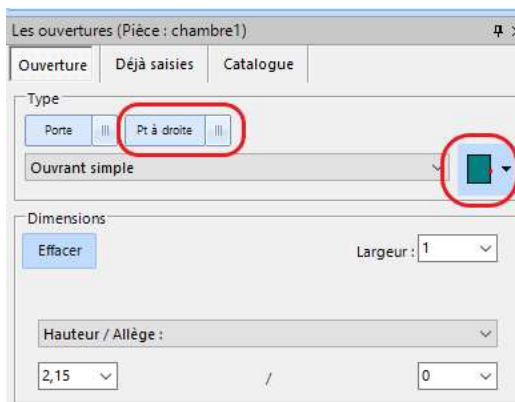 Les ouvertures (Pièce : chambre1)
Ouverture Déjà saisies Catalogue
Type
Porte Pt à droite
Ouvrant simple
Dimensions
Effacer Largeur : 1
Hauteur / Allège :
2,15 / 0